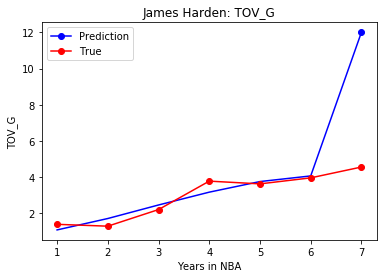 James Harden: TOV_G
Prediction
True
12
10
8
6
4
2
TOV_G
1 2 3 4 5 6 7
Years in NBA